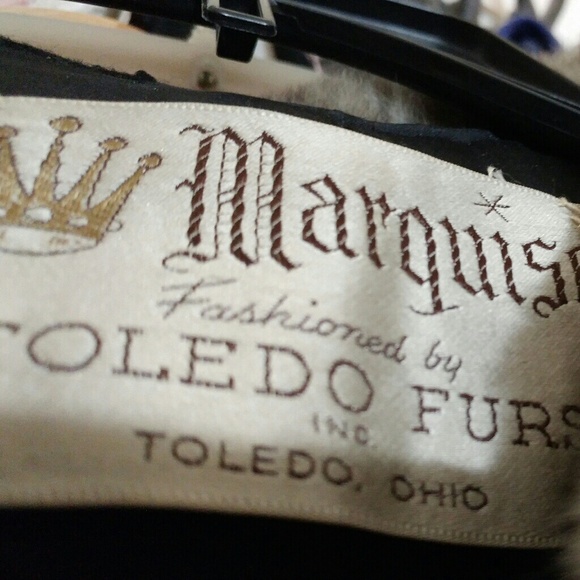 Marquise
Fashioned by
TOLEDO FURS
INC.
TOLEDO, OHIO